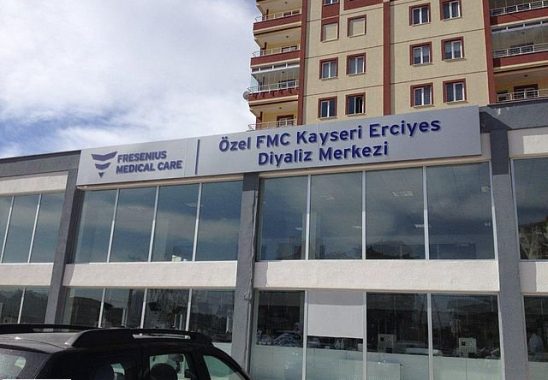 FRESENIUS
MEDICAL CARE
Özel FMC Kayseri Erciyes
Diyaliz Merkezi